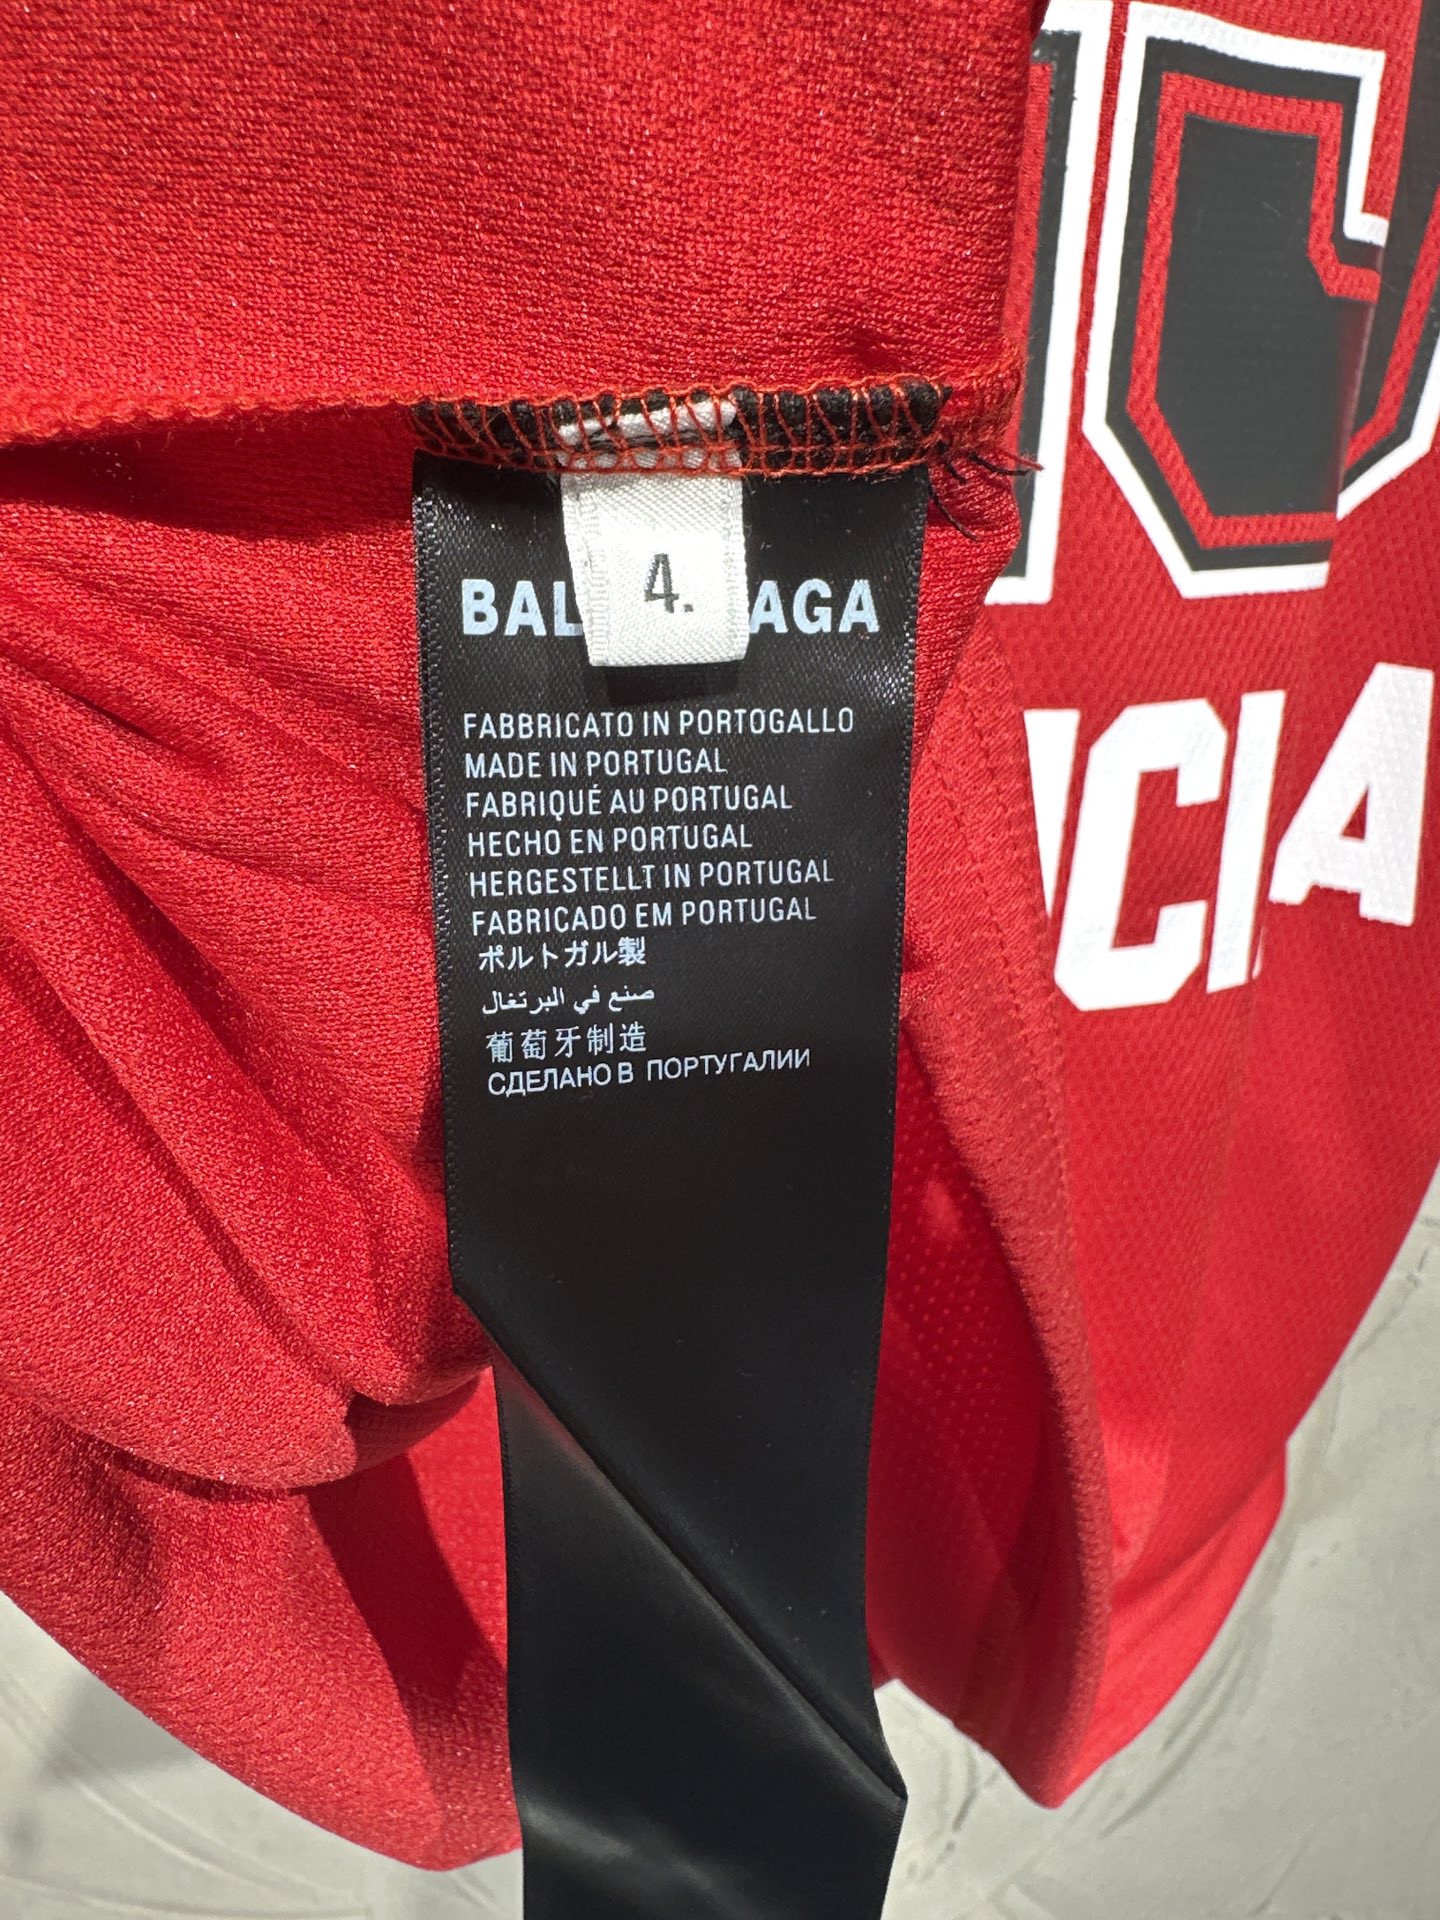 4.
BAL AGA
FABBRICATO IN PORTOGALLO
MADE IN PORTUGAL
FABRIQUÉ AU PORTUGAL
HECHO EN PORTUGAL
HERGESTELLT IN PORTUGAL
FABRICADO EM PORTUGAL
ポルトガル製
صنع في البرتغال
葡萄牙制造
СДЕЛАНО В ПОРТУГАЛИИ
CIA